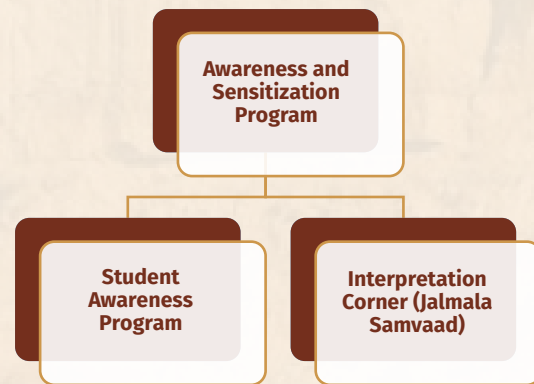 Awareness and
Sensitization
Program
Student
Awareness
Program
Interpretation
Corner (Jalmala
Samvaad)